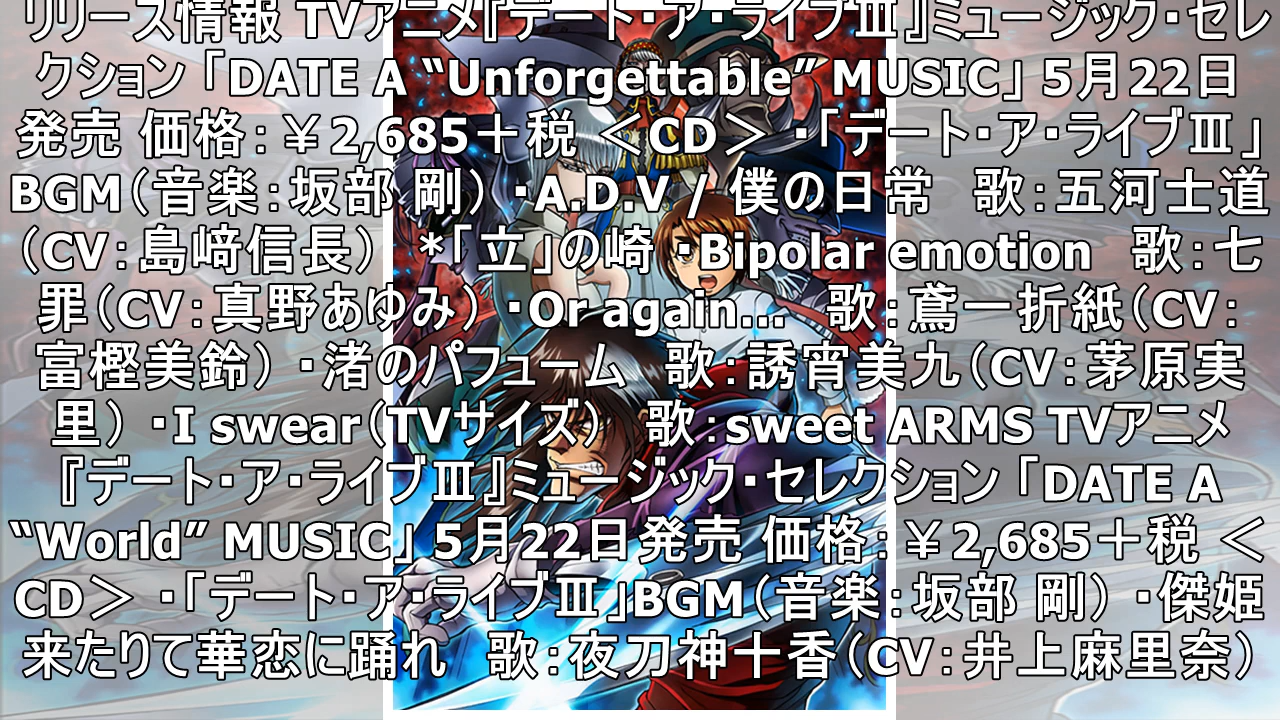 リリース情報 TVアニメ『デート・ア・ライブⅢ』ミュージック・セレ
クション 「DATE A “Unforgettable” MUSIC」 5月22日
発売 価格：￥2,685＋税 ＜CD＞ ・「デート・ア・ライブⅢ」
BGM（音楽：坂部 剛） ・A.D.V / 僕の日常　歌：五河士道
（CV：島﨑信長）　*「立」の崎 ・Bipolar emotion　歌：七
罪（CV：真野あゆみ） ・Or again…　歌：鳶一折紙（CV：
富樫美鈴） ・渚のパフューム　歌：誘宵美九（CV：茅原実
里） ・I swear（TVサイズ）　歌：sweet ARMS TVアニメ
『デート・ア・ライブⅢ』ミュージック・セレクション 「DATE A
“World” MUSIC」 5月22日発売 価格：￥2,685＋税 ＜
CD＞ ・「デート・ア・ライブⅢ」BGM（音楽：坂部 剛） ・傑姫
来たりて華恋に踊れ　歌：夜刀神十香（CV：井上麻里奈）